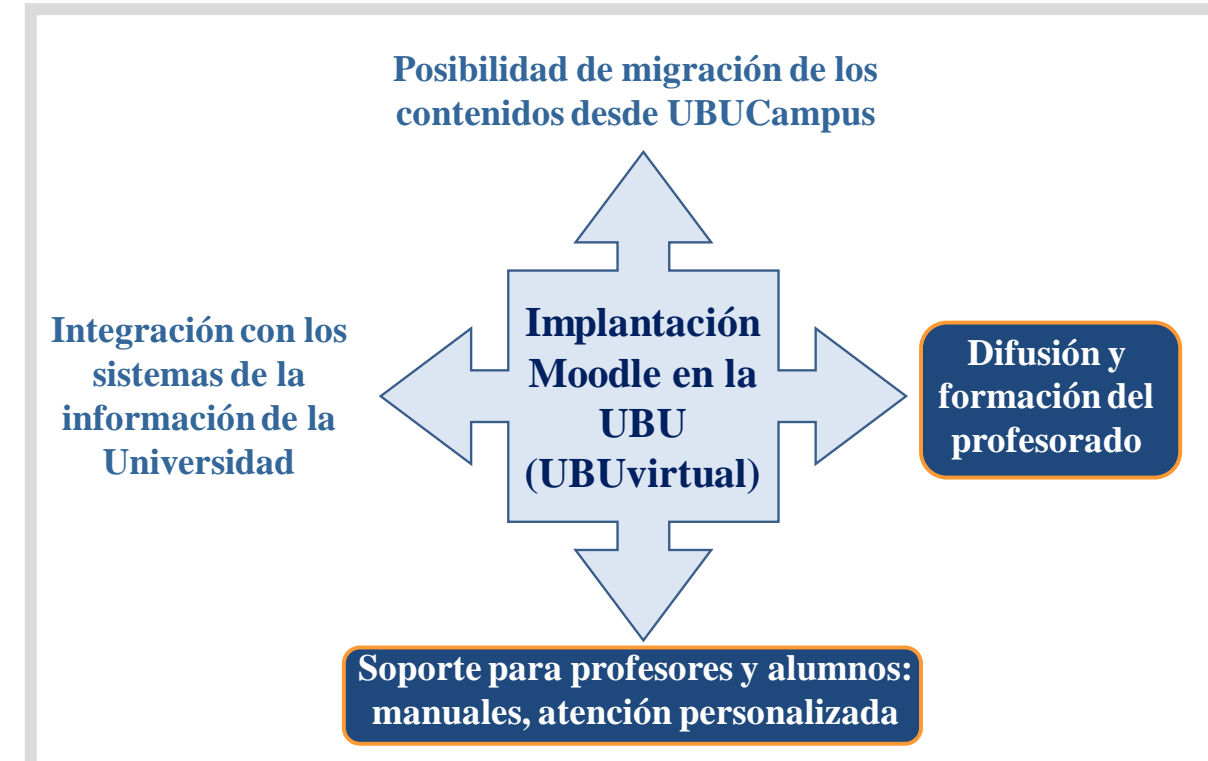 Posibilidad de migración de los
contenidos desde UBUCampus
Integración con los
sistemas de la
información de la
Universidad
Implantación
Moodle en la
UBU
(UBUvirtual)
Difusión y
formación del
profesorado
Soporte para profesores y alumnos:
manuales, atención personalizada